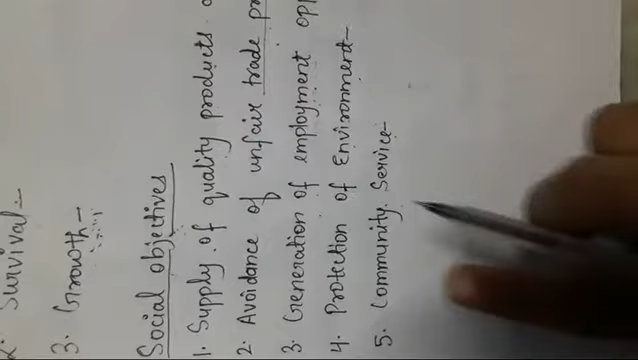 2. Survival-
3. Growth-
Social objectives
1. Supply of quality products
2. Avoidance of unfair trade
3. Generation of employment
4. Protection of Environment-
5. Community Service-